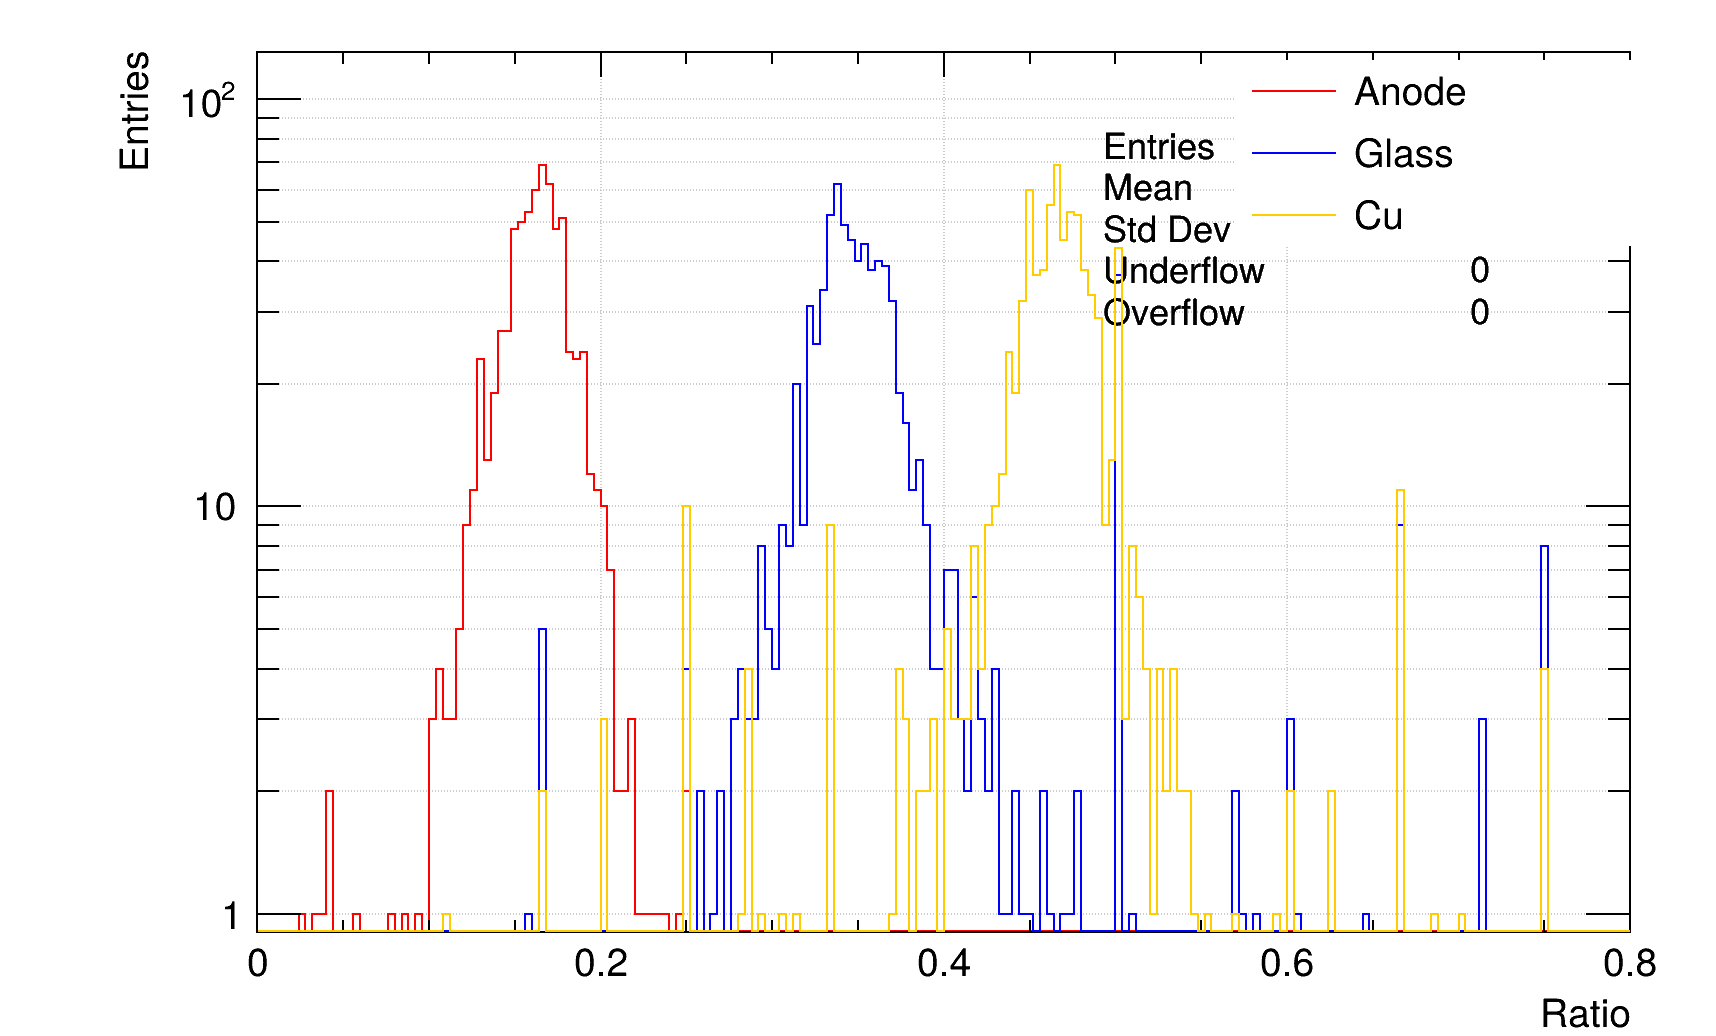 Entries
10²
10
1
Anode
Glass
Cu
Entries
Mean
Std Dev
Underflow 0
Overflow 0
0 0.2 0.4 0.6 0.8
Ratio